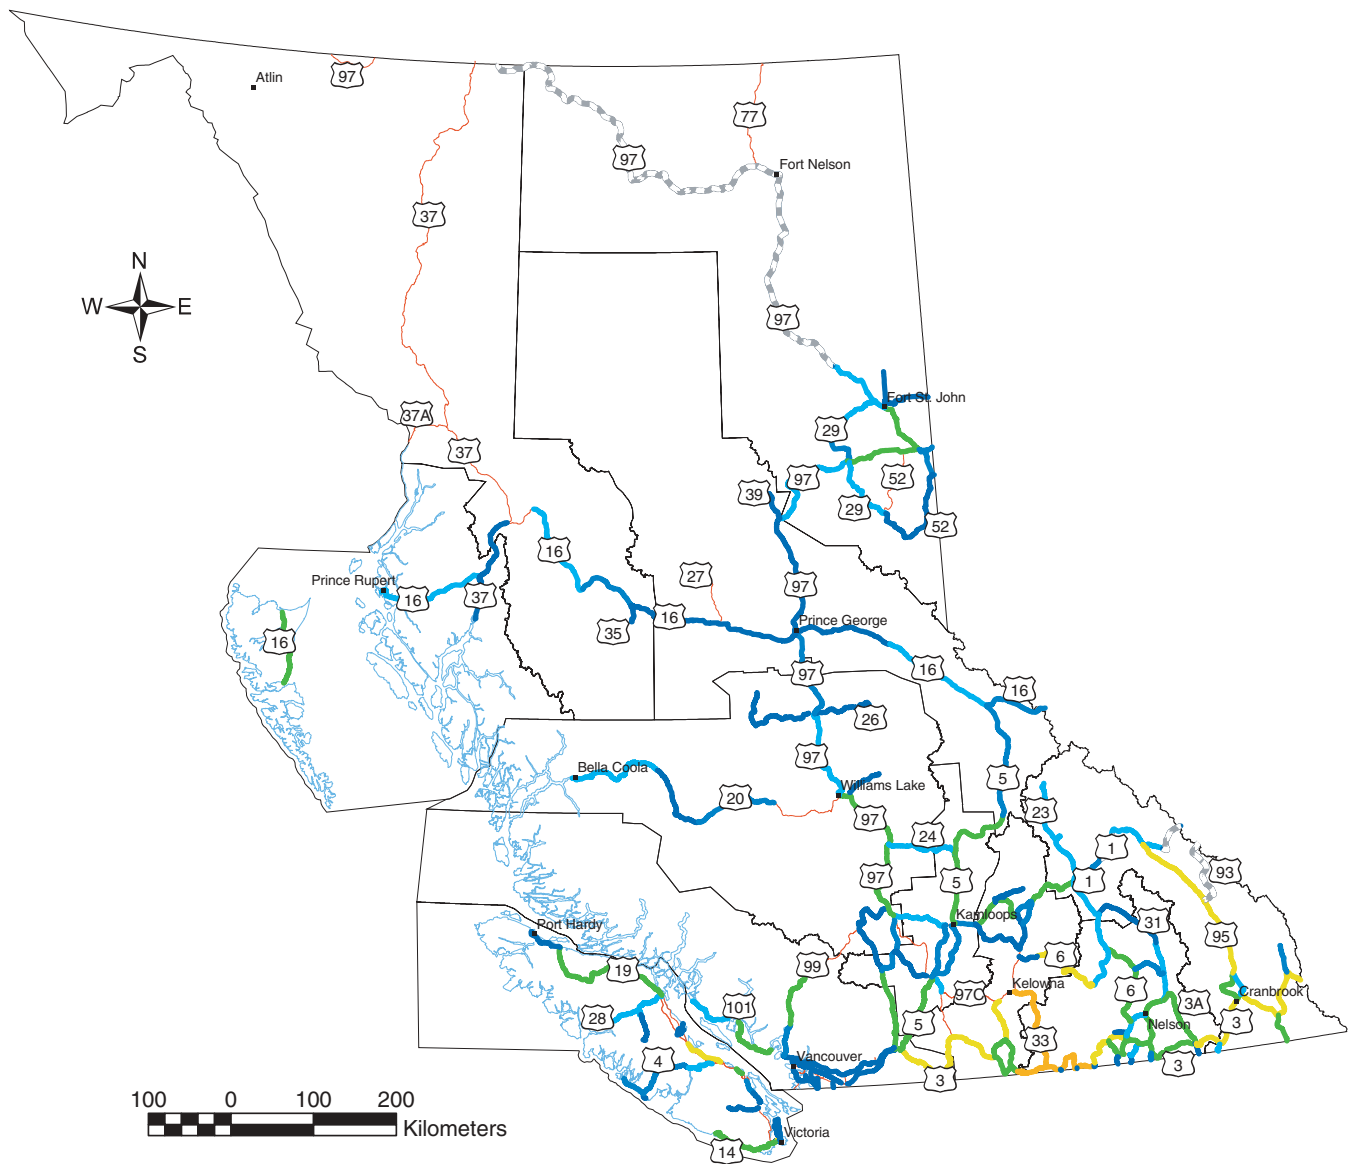 Atlin
97
77
97
Fort Nelson
37
N
W
E
S
97
37A
Fort St. John
29
37
97
52
39
29
52
16
27
97
Prince Rupert
16
37
16
35
Prince George
16
97
16
16
26
97
Bella Coola
Williams Lake
5
20
97
23
24
1
97
5
1
93
Kamloops
31
Port Hardy
95
6
99
19
Kelowna
97C
6
3A
Cranbrook
101
28
5
Nelson
3
33
4
Vancouver
3
3
100
0
100
200
Kilometers
Victoria
14